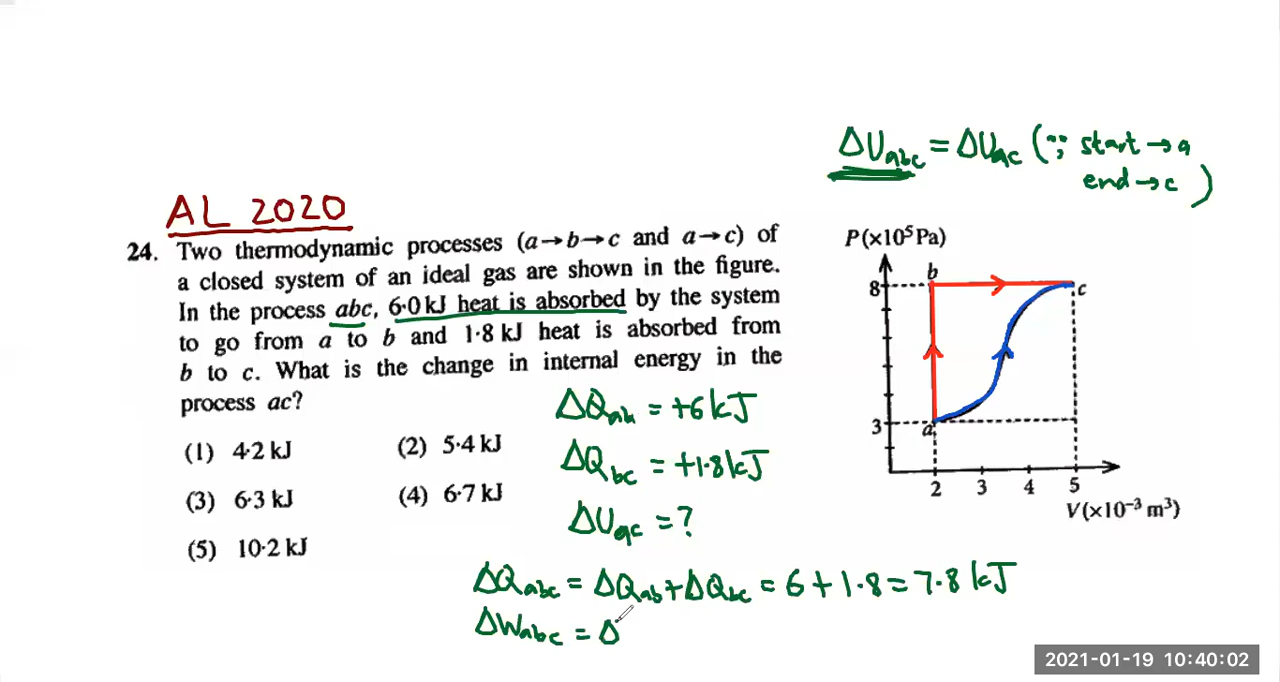 ΔU_abc = ΔU_ac (∵ start → a
end → c )
AL 2020
24. Two thermodynamic processes (a→b→c and a→c) of
a closed system of an ideal gas are shown in the figure.
In the process abc, 6·0 kJ heat is absorbed by the system
to go from a to b and 1·8 kJ heat is absorbed from
b to c. What is the change in internal energy in the
process ac?
(1) 4·2 kJ (2) 5·4 kJ
(3) 6·3 kJ (4) 6·7 kJ
(5) 10·2 kJ
P(×10⁵ Pa)
b
8
c
3
a
2 3 4 5
V(×10⁻³ m³)
ΔQ_ab = +6 kJ
ΔQ_bc = +1.8 kJ
ΔU_ac = ?
ΔQ_abc = ΔQ_ab + ΔQ_bc = 6 + 1.8 = 7.8 kJ
ΔW_abc = Δ
2021-01-19 10:40:02